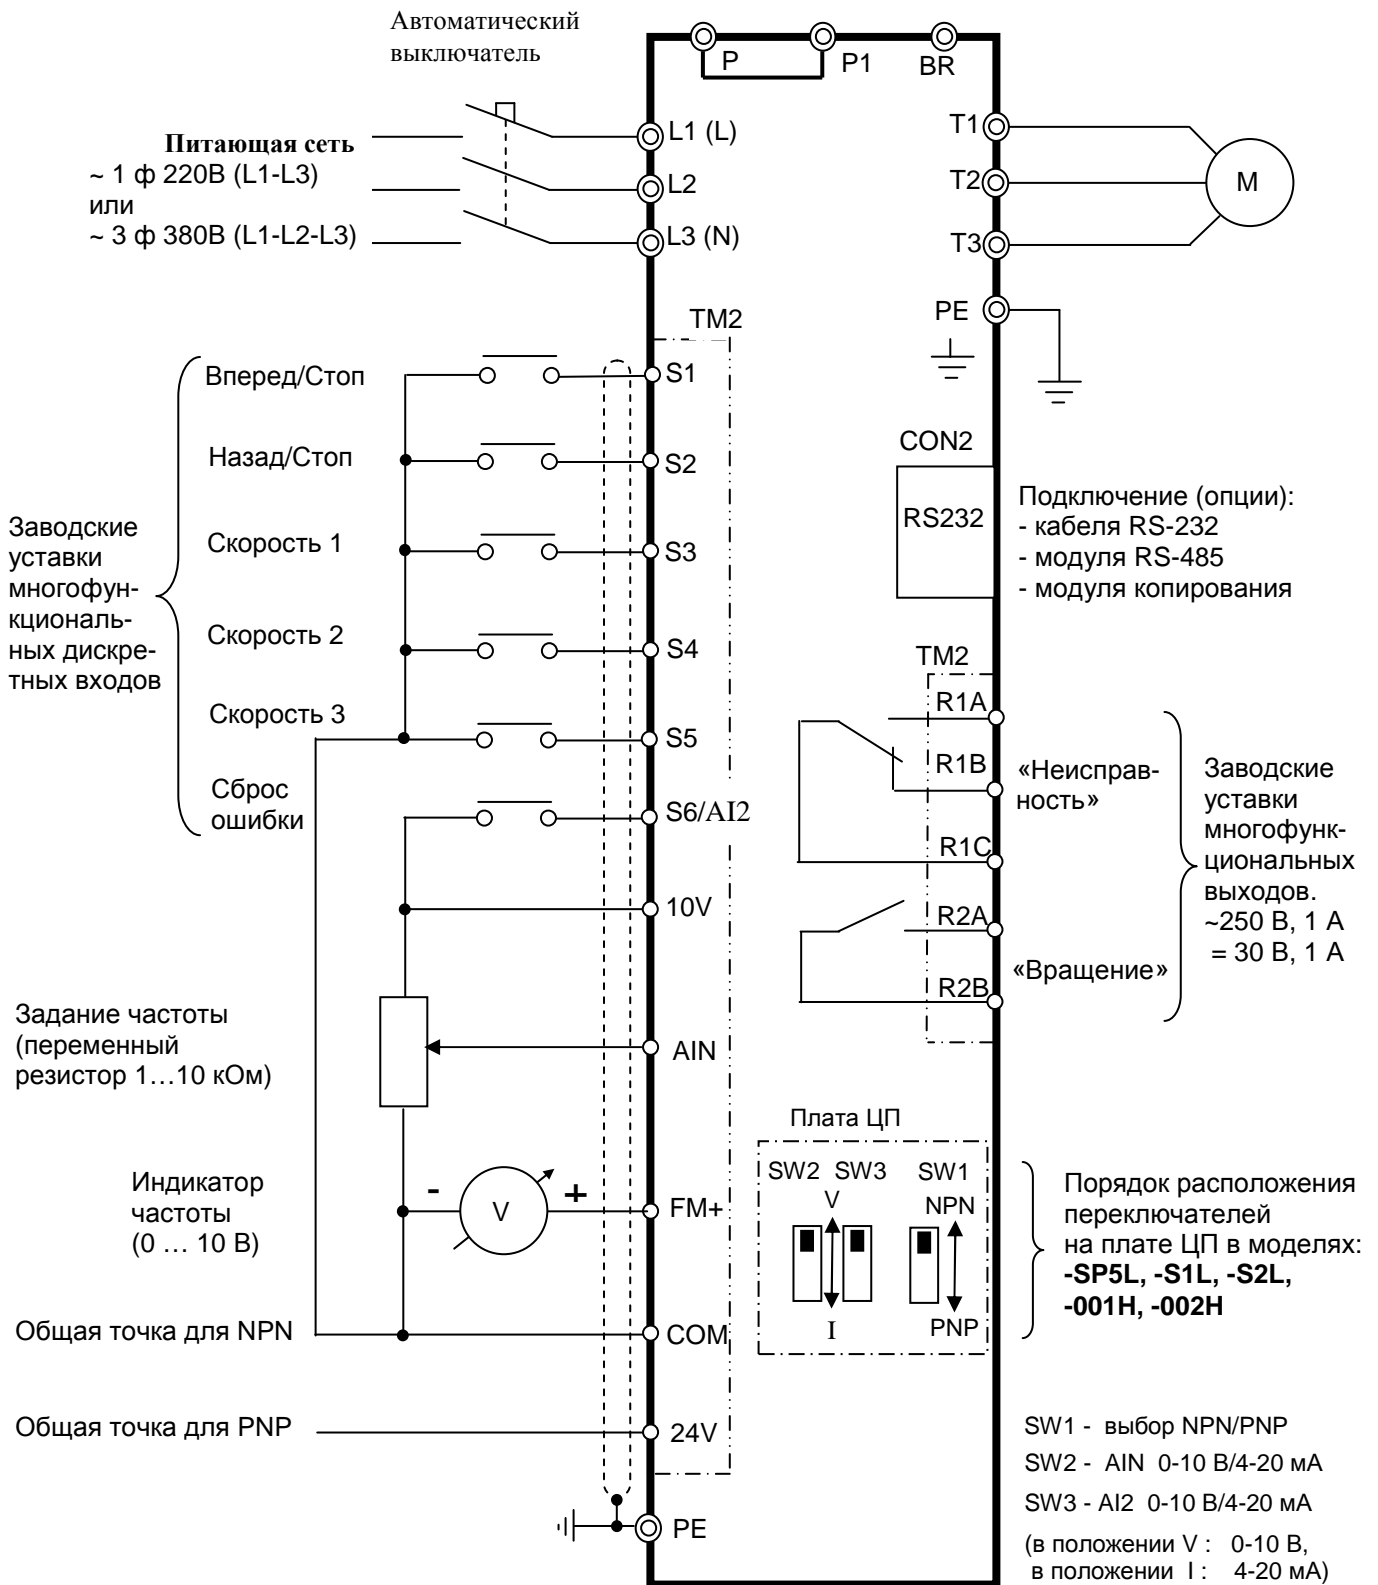 Автоматический
выключатель
P
P1
BR
Питающая сеть
~ 1 ф 220В (L1-L3)
или
~ 3 ф 380В (L1-L2-L3)
L1 (L)
L2
L3 (N)
T1
T2
T3
M
PE
TM2
Заводские
уставки
многофун-
кциональ-
ных дискре-
тных входов
Вперед/Стоп
Назад/Стоп
Скорость 1
Скорость 2
Скорость 3
Сброс
ошибки
S1
S2
S3
S4
S5
S6/AI2
10V
AIN
FM+
COM
24V
PE
Задание частоты
(переменный
резистор 1…10 кОм)
Индикатор
частоты
(0 … 10 В)
-
V
+
Общая точка для NPN
Общая точка для PNP
CON2
RS232
Подключение (опции):
- кабеля RS-232
- модуля RS-485
- модуля копирования
TM2
R1A
R1B
R1C
R2A
R2B
«Неисправ-
ность»
«Вращение»
Заводские
уставки
многофунк-
циональных
выходов.
~250 В, 1 А
= 30 В, 1 А
Плата ЦП
SW2 SW3 SW1
V
I
NPN
PNP
Порядок расположения
переключателей
на плате ЦП в моделях:
-SP5L, -S1L, -S2L,
-001H, -002H
SW1 - выбор NPN/PNP
SW2 - AIN 0-10 В/4-20 мА
SW3 - AI2 0-10 В/4-20 мА
(в положении V : 0-10 В,
в положении I : 4-20 мА)